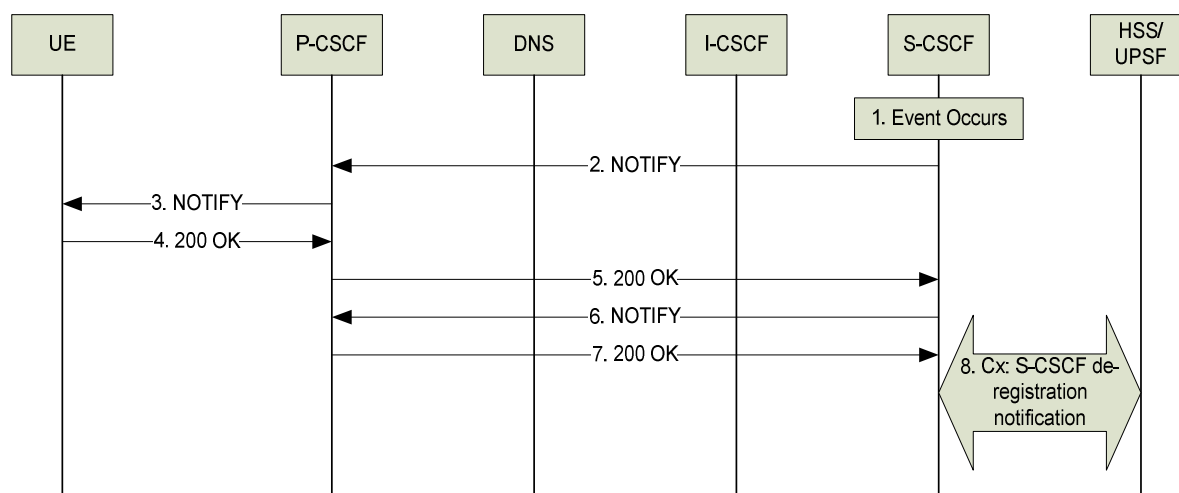 UE
P-CSCF
DNS
I-CSCF
S-CSCF
HSS/
UPSF
1. Event Occurs
2. NOTIFY
3. NOTIFY
4. 200 OK
5. 200 OK
6. NOTIFY
7. 200 OK
8. Cx: S-CSCF de-
registration
notification